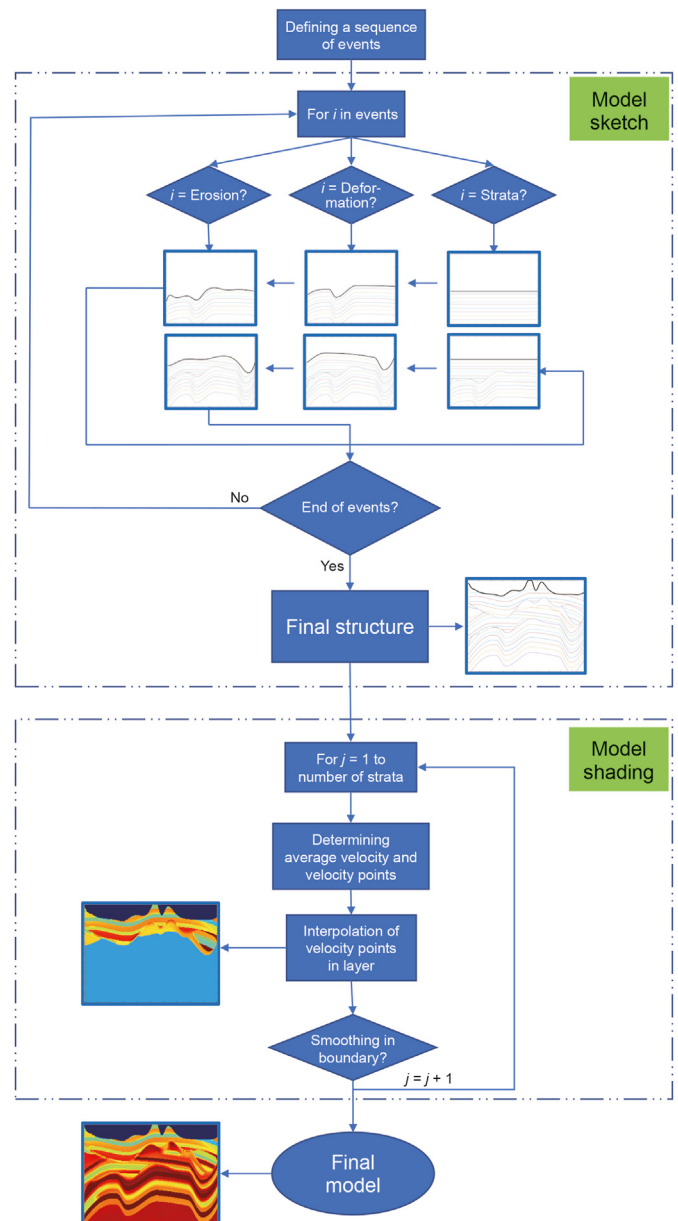 Defining a sequence
of events
Model
sketch
For i in events
i = Erosion?
i = Defor-
mation?
i = Strata?
No
End of events?
Yes
Final structure
Model
shading
For j = 1 to
number of strata
Determining
average velocity and
velocity points
Interpolation of
velocity points
in layer
Smoothing in
boundary?
j = j + 1
Final
model